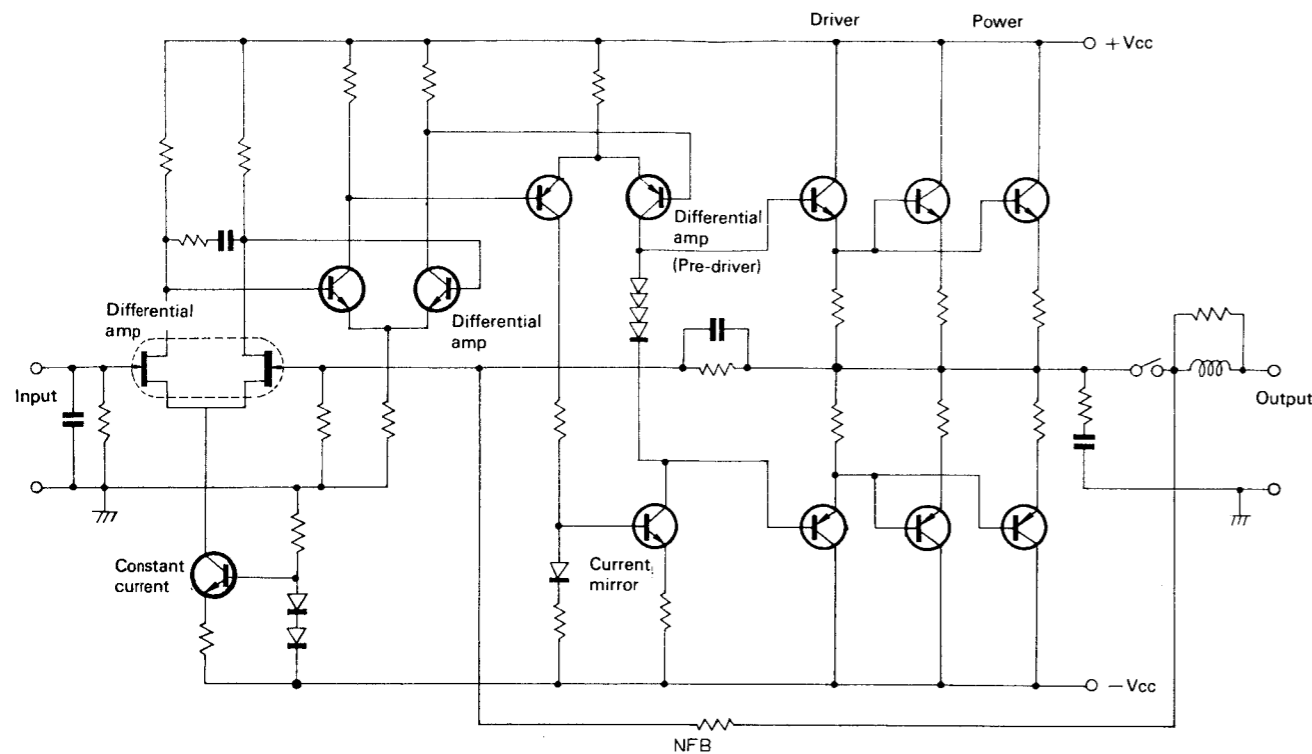 Driver
Power
+Vcc
Differential
amp
(Pre-driver)
Differential
amp
Differential
amp
Input
Output
Constant
current
Current
mirror
−Vcc
NFB